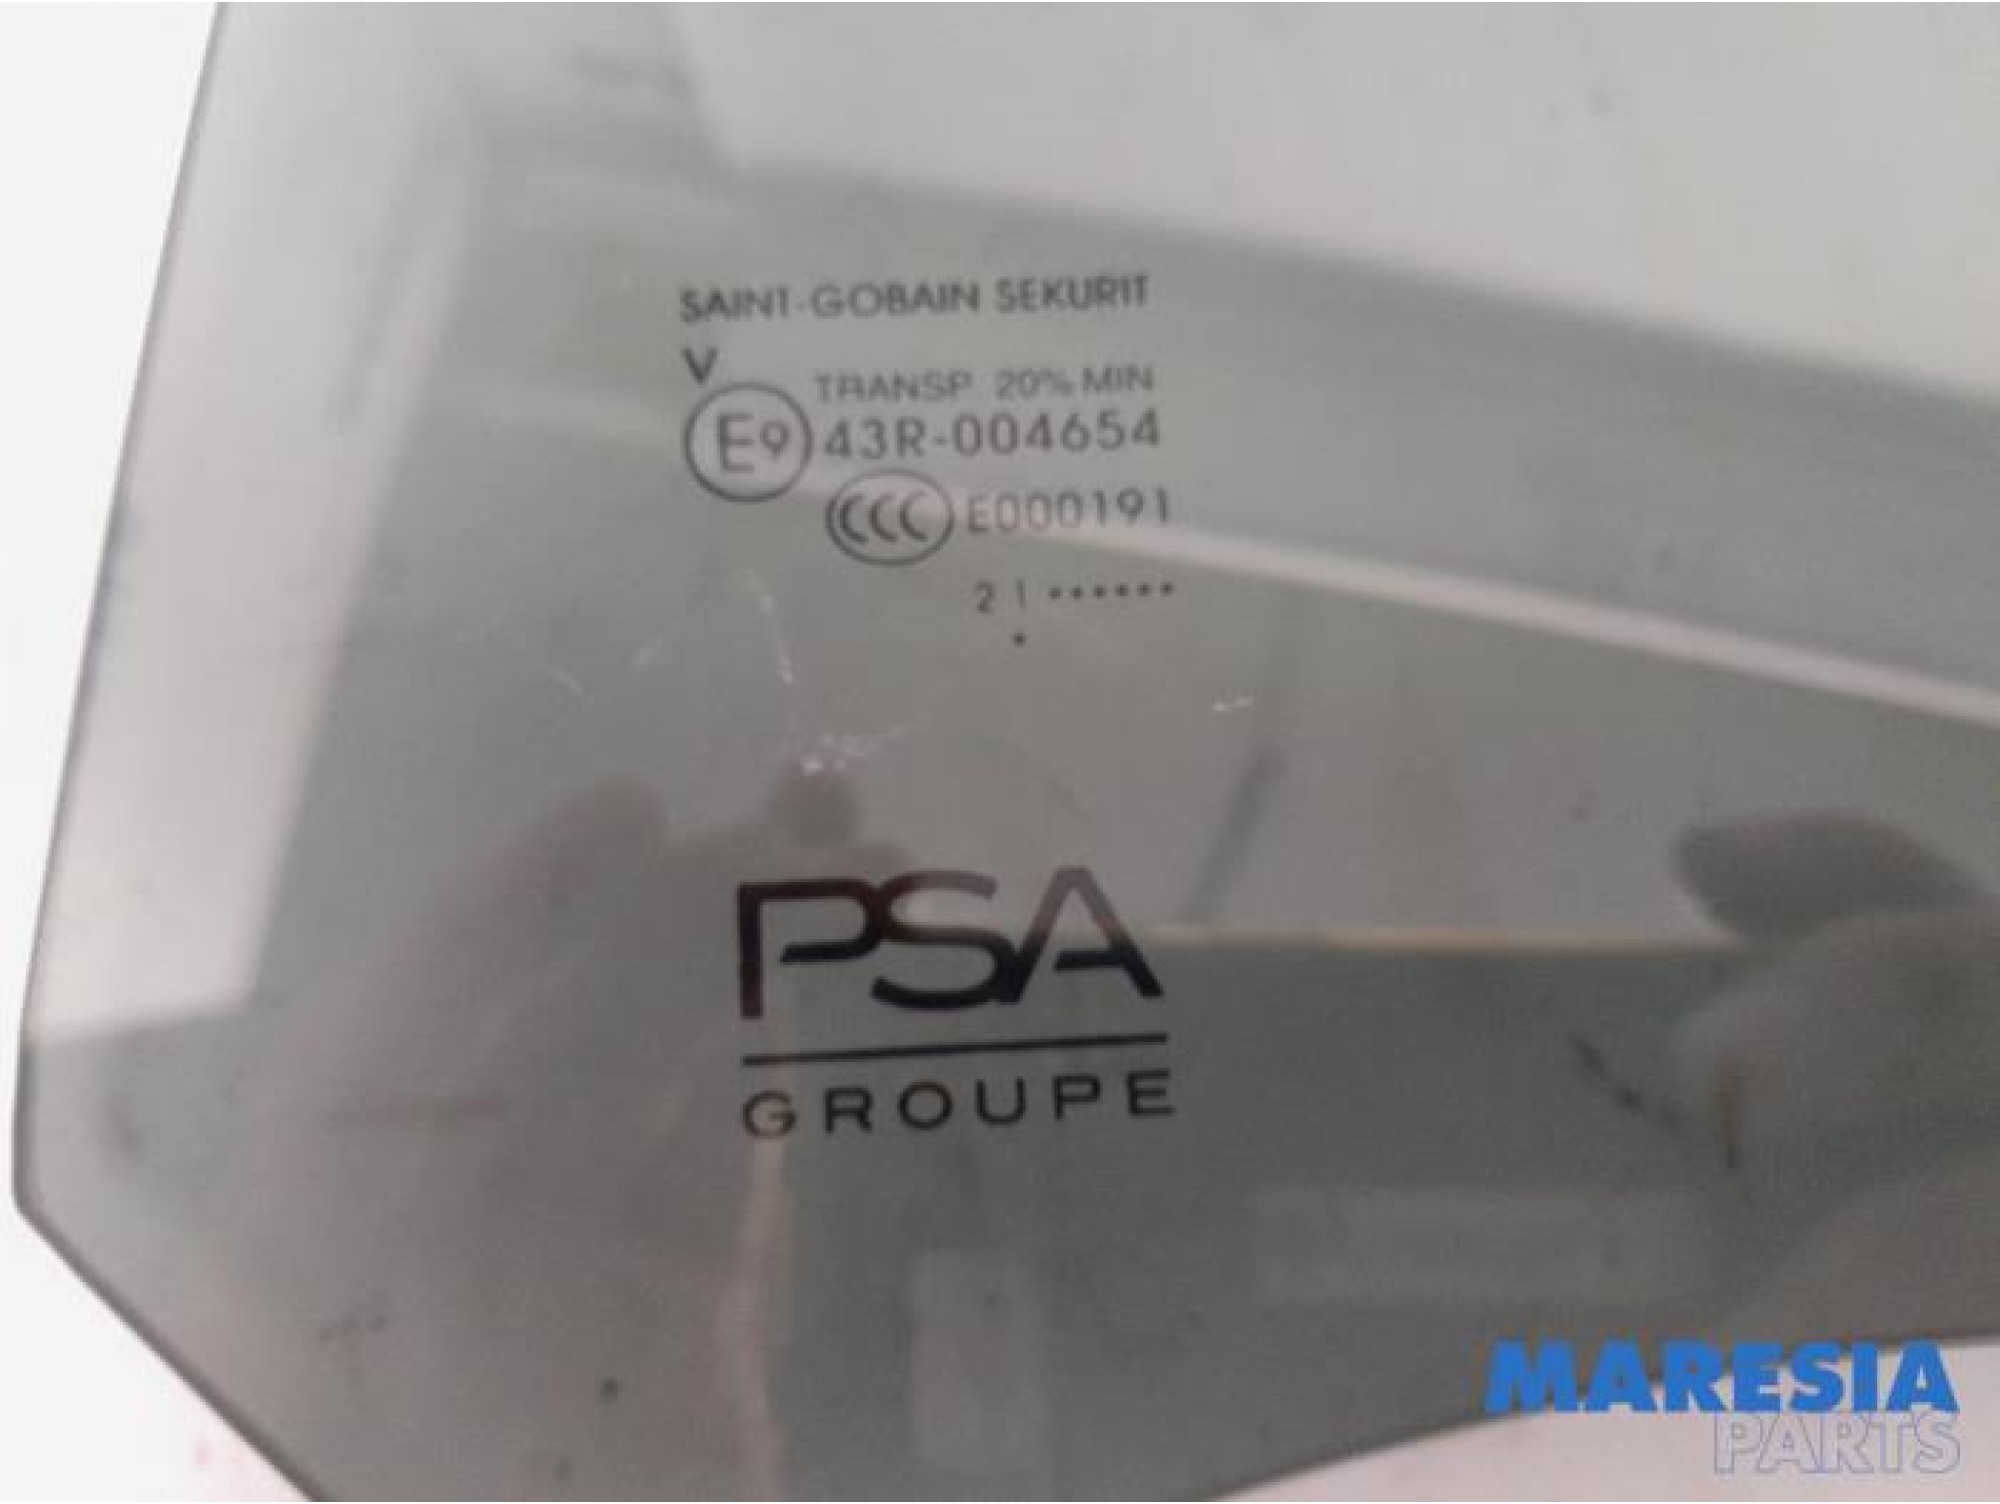 SAINT-GOBAIN SEKURIT
V
TRANSP 20% MIN
E9 43R-004654
CCC E000191
21 ••••••
•
PSA
GROUPE
MARESIA
PARTS